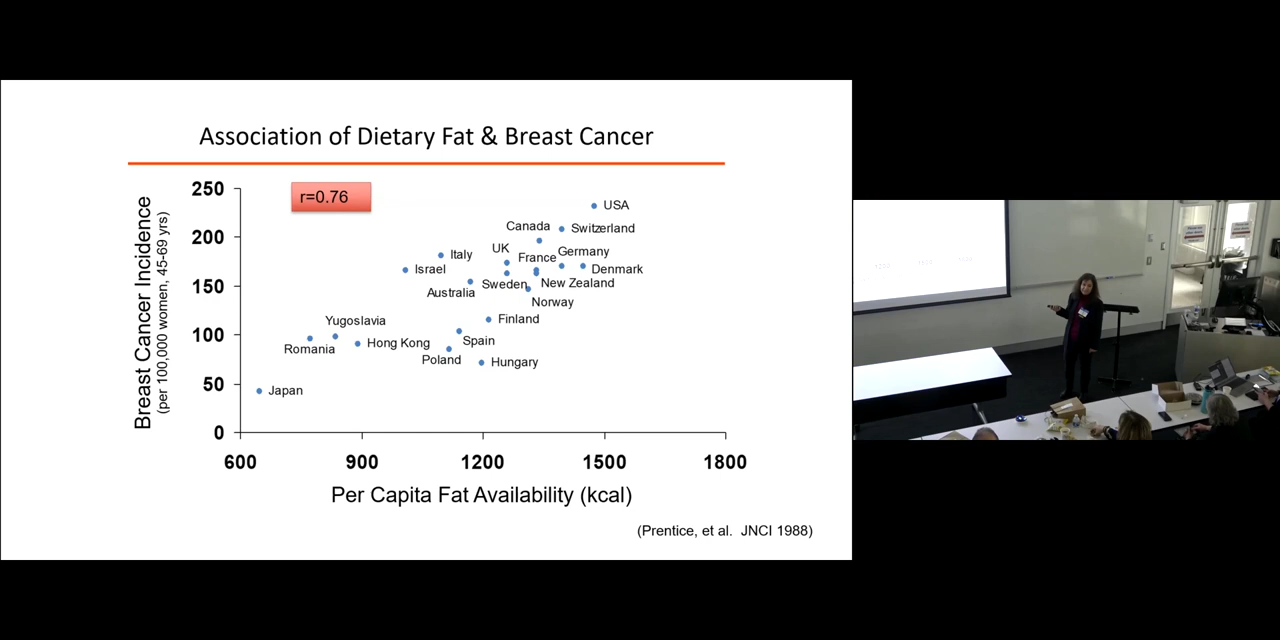 Association of Dietary Fat & Breast Cancer
r=0.76
Breast Cancer Incidence
(per 100,000 women, 45-69 yrs)
250
200
150
100
50
0
USA
Canada
Switzerland
UK
Germany
Italy
France
Israel
Denmark
Sweden
New Zealand
Australia
Norway
Yugoslavia
Finland
Romania
Hong Kong
Spain
Poland
Hungary
Japan
600 900 1200 1500 1800
Per Capita Fat Availability (kcal)
(Prentice, et al. JNCI 1988)